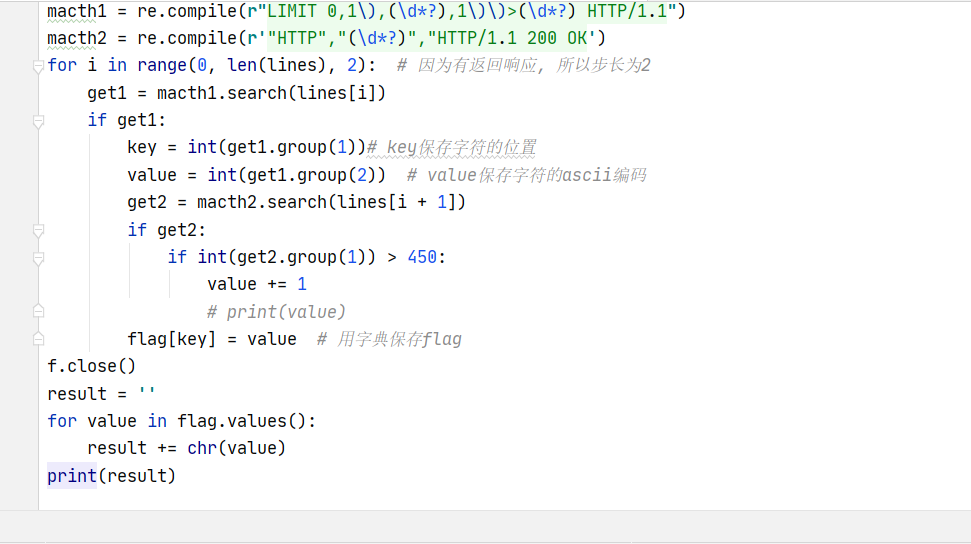 macth1 = re.compile(r"LIMIT 0,1\),(\d*?),1\)\)>(\d*?) HTTP/1.1")
macth2 = re.compile(r'"HTTP","(\d*?)","HTTP/1.1 200 OK')
for i in range(0, len(lines), 2):  # 因为有返回响应, 所以步长为2
    get1 = macth1.search(lines[i])
    if get1:
        key = int(get1.group(1))# key保存字符的位置
        value = int(get1.group(2))  # value保存字符的ascii编码
        get2 = macth2.search(lines[i + 1])
        if get2:
            if int(get2.group(1)) > 450:
                value += 1
                # print(value)
        flag[key] = value  # 用字典保存flag
f.close()
result = ''
for value in flag.values():
    result += chr(value)
print(result)